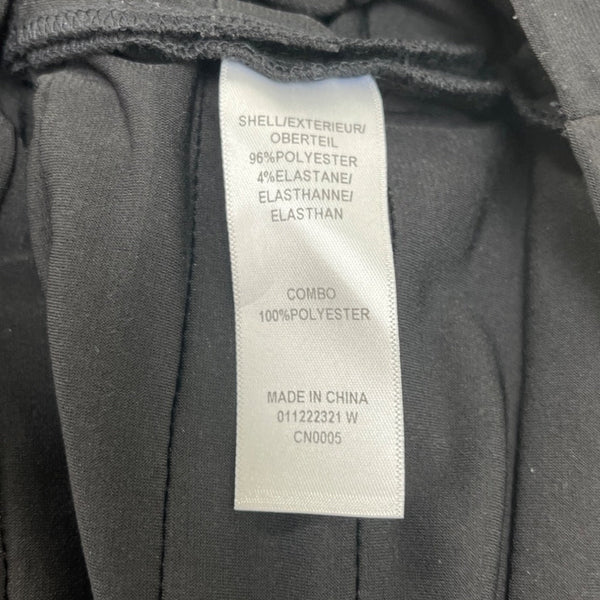 SHELL/EXTERIEUR/
OBERTEIL
96%POLYESTER
4%ELASTANE/
ELASTHANNE/
ELASTHAN
COMBO
100%POLYESTER
MADE IN CHINA
011222321 W
CN0005